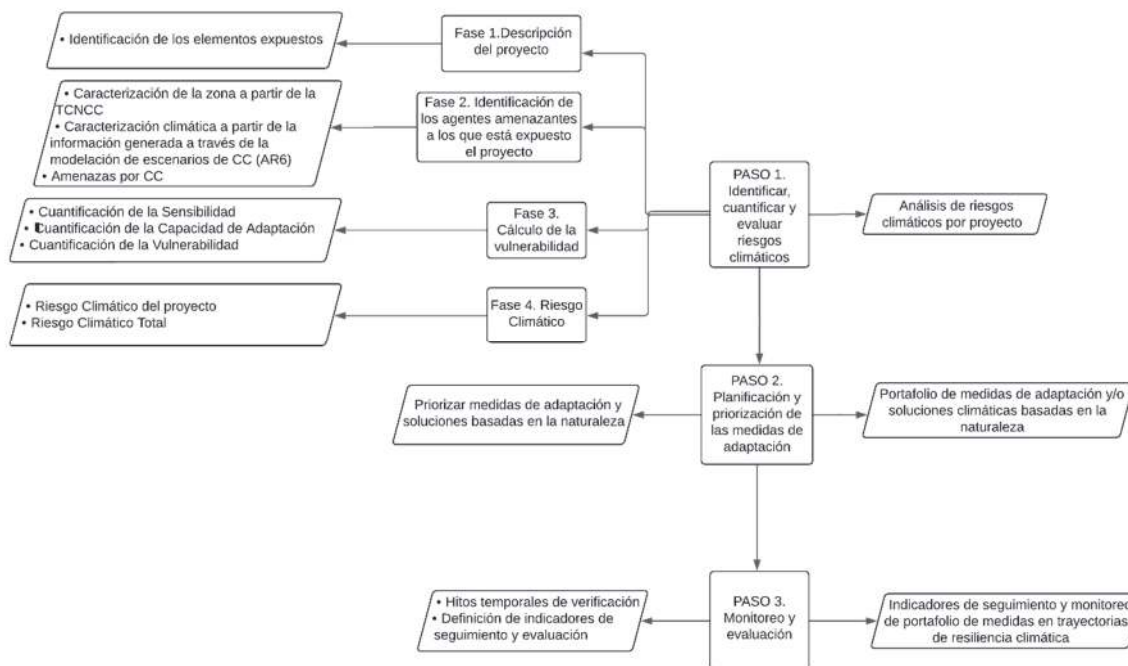 • Identificación de los elementos expuestos
Fase 1.Descripción
del proyecto
• Caracterización de la zona a partir de la
TCNCC
• Caracterización climática a partir de la
información generada a través de la
modelación de escenarios de CC (AR6)
• Amenazas por CC
Fase 2. Identificación de
los agentes amenazantes
a los que está expuesto
el proyecto
• Cuantificación de la Sensibilidad
• Cuantificación de la Capacidad de Adaptación
• Cuantificación de la Vulnerabilidad
Fase 3.
Cálculo de la
vulnerabilidad
• Riesgo Climático del proyecto
• Riesgo Climático Total
Fase 4. Riesgo
Climático
PASO 1.
Identificar,
cuantificar y
evaluar
riesgos
climáticos
Análisis de riesgos
climáticos por proyecto
Priorizar medidas de adaptación y
soluciones basadas en la naturaleza
PASO 2.
Planificación y
priorización de
las medidas de
adaptación
Portafolio de medidas de adaptación y/o
soluciones climáticas basadas en la
naturaleza
• Hitos temporales de verificación
• Definición de indicadores de
seguimiento y evaluación
PASO 3.
Monitoreo y
evaluación
Indicadores de seguimiento y monitoreo
de portafolio de medidas en trayectorias
de resiliencia climática